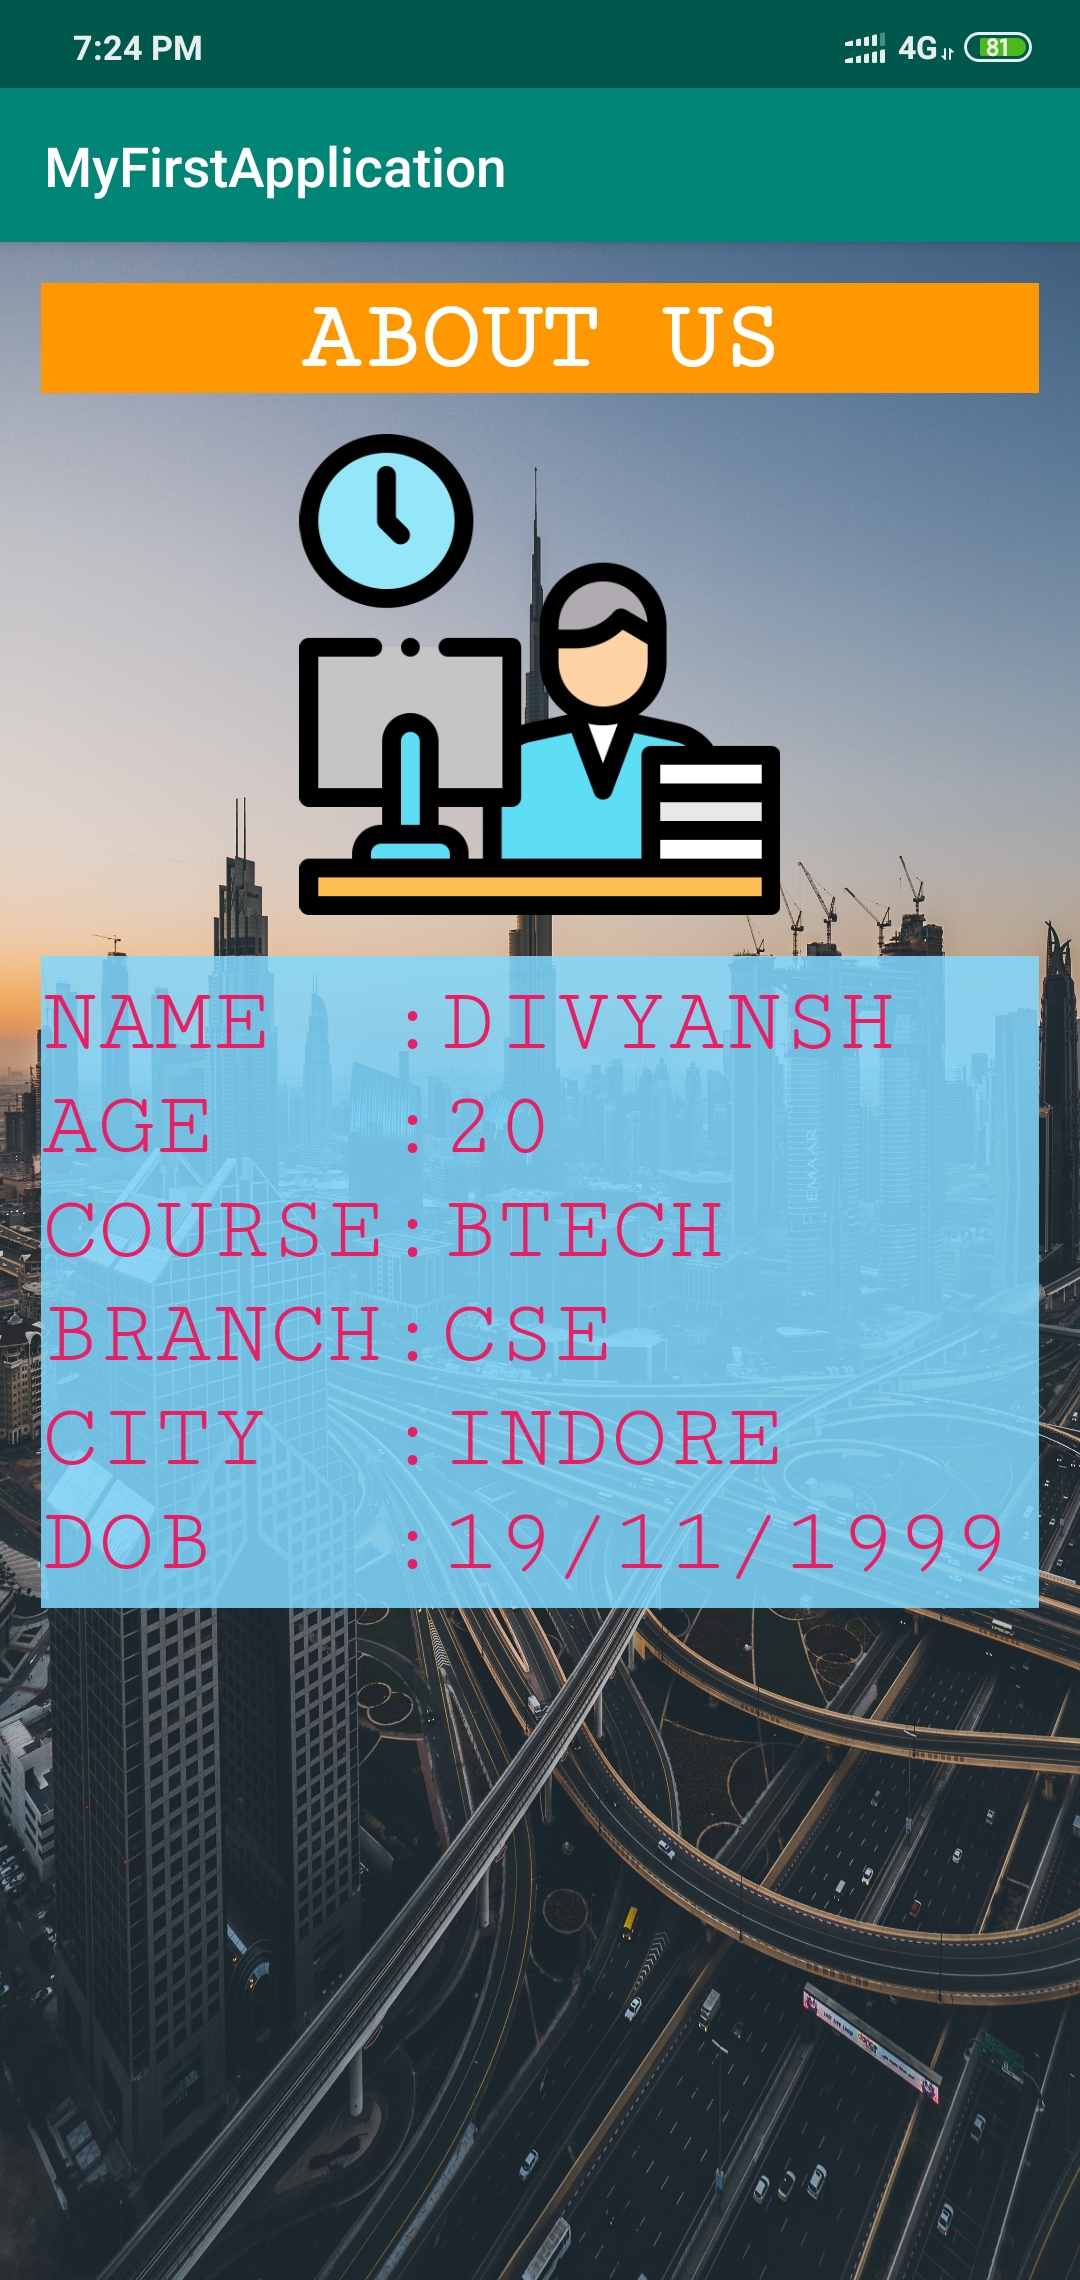 7:24 PM 4G 81
MyFirstApplication
ABOUT US
NAME :DIVYANSH
AGE :20
COURSE:BTECH
BRANCH:CSE
CITY :INDORE
DOB :19/11/1999
EMAAR